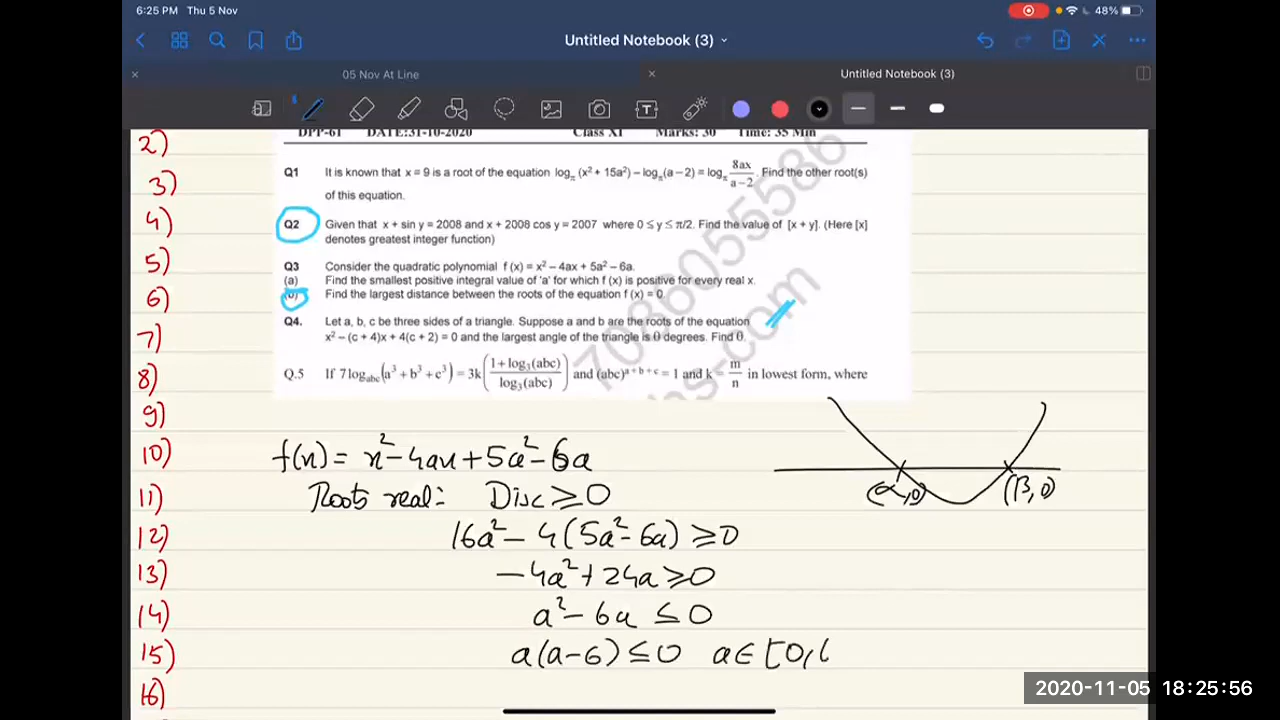 6:25 PM Thu 5 Nov
48%
Untitled Notebook (3)
05 Nov At Line
Untitled Notebook (3)
DPP-61 DATE:31-10-2020 Class XI Marks: 30 Time: 35 Min
Q1 It is known that x = 9 is a root of the equation logπ (x² + 15a²) – logπ(a – 2) = logπ 8ax/(a – 2). Find the other root(s)
of this equation.
Q2 Given that x + sin y = 2008 and x + 2008 cos y = 2007 where 0 ≤ y ≤ π/2. Find the value of [x + y]. (Here [x]
denotes greatest integer function)
Q3 Consider the quadratic polynomial f (x) = x² – 4ax + 5a² – 6a.
(a) Find the smallest positive integral value of 'a' for which f (x) is positive for every real x.
(b) Find the largest distance between the roots of the equation f (x) = 0.
Q4. Let a, b, c be three sides of a triangle. Suppose a and b are the roots of the equation
x² – (c + 4)x + 4(c + 2) = 0 and the largest angle of the triangle is θ degrees. Find θ.
Q.5 If 7 log_abc(a³ + b³ + c³) = 3k((1 + log₃(abc))/log₃(abc)) and (abc)^(a + b + c) = 1 and k = m/n in lowest form, where
7086055586
hs-com
2)
3)
4)
5)
6)
7)
8)
9)
10)
11)
12)
13)
14)
15)
16)
f(x) = x² – 4ax + 5a² – 6a
Roots real: Disc ≥ 0
16a² – 4(5a² – 6a) ≥ 0
–4a² + 24a ≥ 0
a² – 6a ≤ 0
a(a–6) ≤ 0 a ∈ [0, (
(α, 0) (β, 0)
2020-11-05 18:25:56